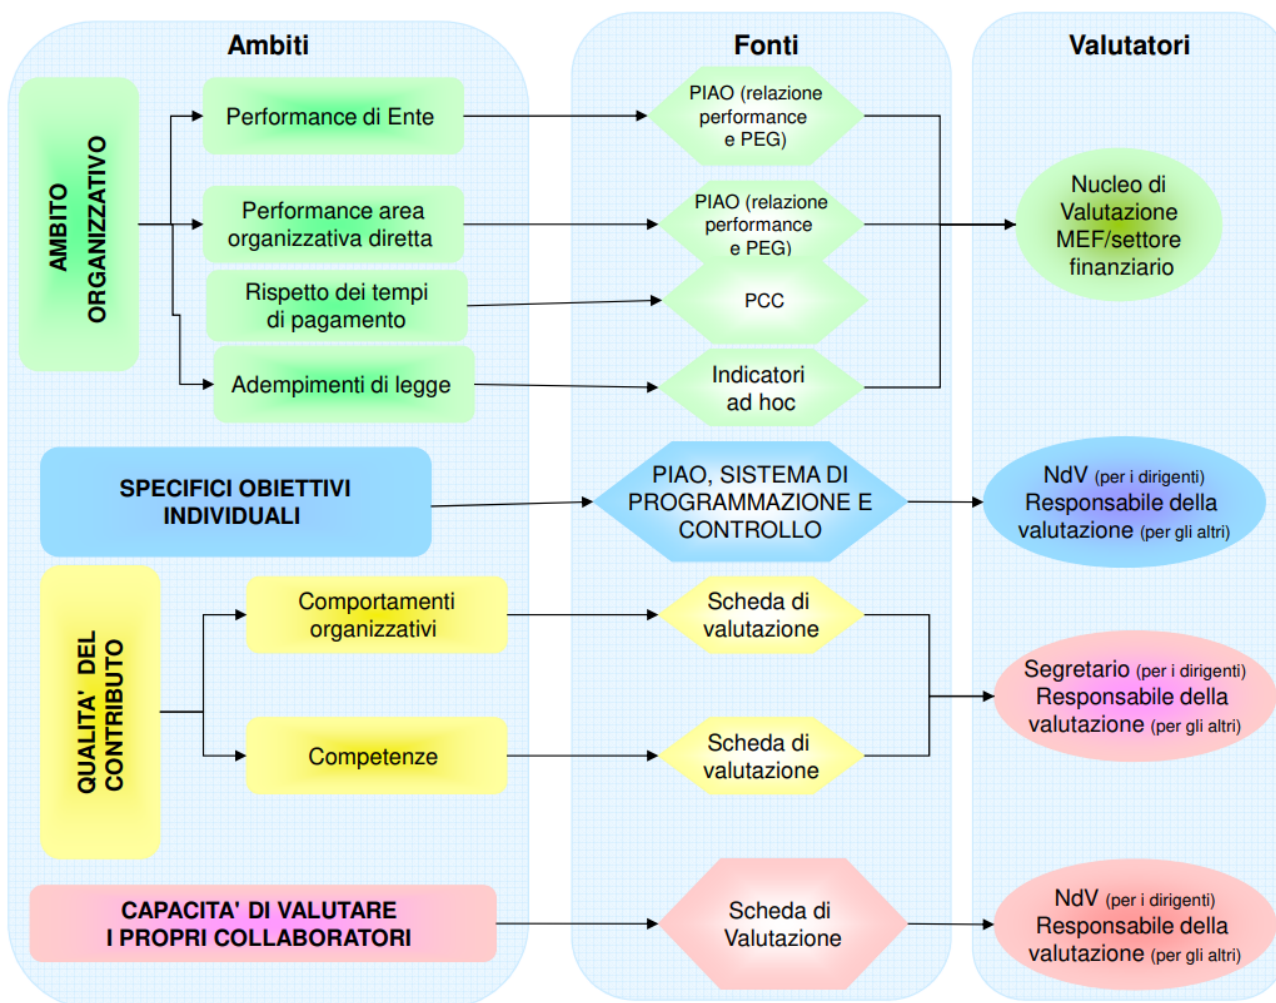 Ambiti
Fonti
Valutatori
AMBITO
ORGANIZZATIVO
Performance di Ente
PIAO (relazione
performance
e PEG)
Performance area
organizzativa diretta
PIAO (relazione
performance
e PEG)
Rispetto dei tempi
di pagamento
PCC
Adempimenti di legge
Indicatori
ad hoc
Nucleo di
Valutazione
MEF/settore
finanziario
SPECIFICI OBIETTIVI
INDIVIDUALI
PIAO, SISTEMA DI
PROGRAMMAZIONE E
CONTROLLO
NdV (per i dirigenti)
Responsabile della
valutazione (per gli altri)
QUALITA' DEL
CONTRIBUTO
Comportamenti
organizzativi
Scheda di
valutazione
Competenze
Scheda di
valutazione
Segretario (per i dirigenti)
Responsabile della
valutazione (per gli altri)
CAPACITA' DI VALUTARE
I PROPRI COLLABORATORI
Scheda di
Valutazione
NdV (per i dirigenti)
Responsabile della
valutazione (per gli altri)